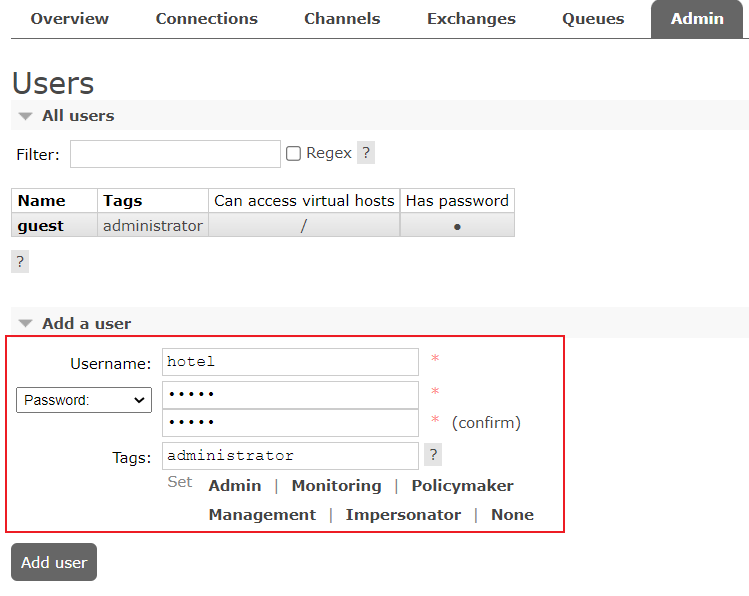 Overview Connections Channels Exchanges Queues Admin
Users
All users
Filter: Regex ?
Name Tags Can access virtual hosts Has password
guest administrator / ●
?
Add a user
Username: hotel *
Password: ••••• *
••••• * (confirm)
Tags: administrator ?
Set Admin | Monitoring | Policymaker
Management | Impersonator | None
Add user